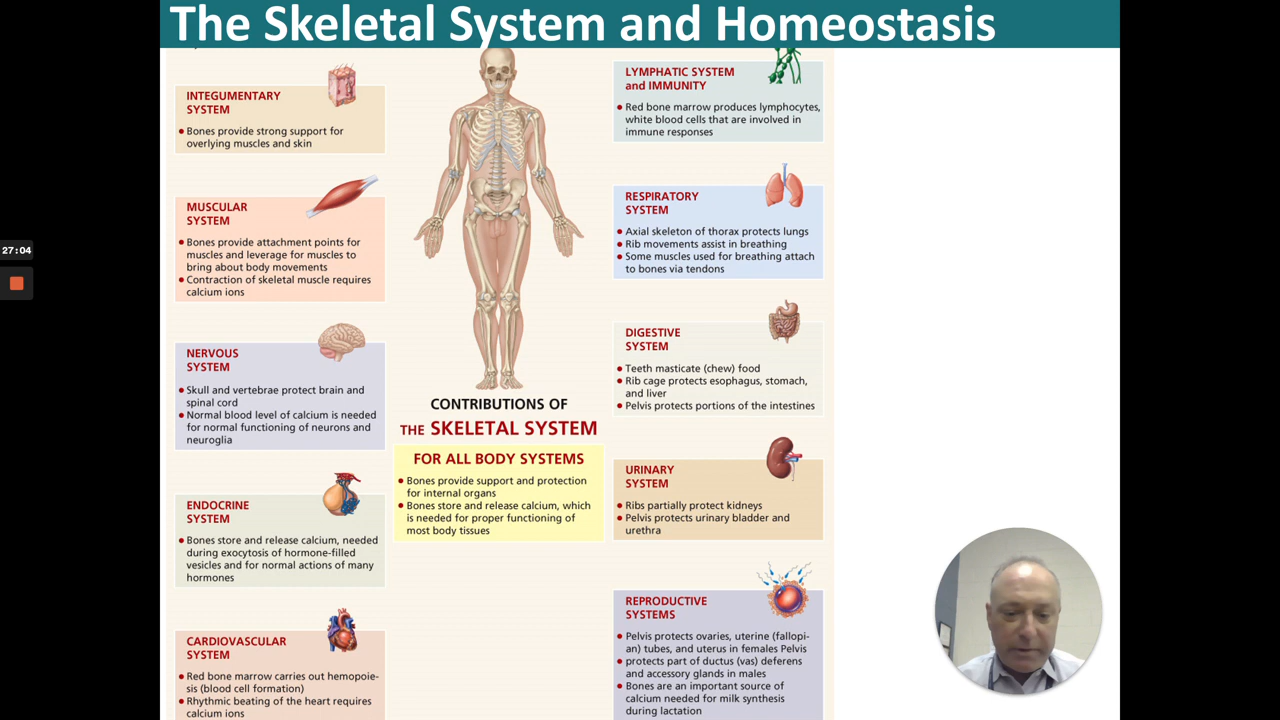 The Skeletal System and Homeostasis
27:04
INTEGUMENTARY
SYSTEM
• Bones provide strong support for
overlying muscles and skin
MUSCULAR
SYSTEM
• Bones provide attachment points for
muscles and leverage for muscles to
bring about body movements
• Contraction of skeletal muscle requires
calcium ions
NERVOUS
SYSTEM
• Skull and vertebrae protect brain and
spinal cord
• Normal blood level of calcium is needed
for normal functioning of neurons and
neuroglia
ENDOCRINE
SYSTEM
• Bones store and release calcium, needed
during exocytosis of hormone-filled
vesicles and for normal actions of many
hormones
CARDIOVASCULAR
SYSTEM
• Red bone marrow carries out hemopoie-
sis (blood cell formation)
• Rhythmic beating of the heart requires
calcium ions
CONTRIBUTIONS OF
THE SKELETAL SYSTEM
FOR ALL BODY SYSTEMS
• Bones provide support and protection
for internal organs
• Bones store and release calcium, which
is needed for proper functioning of
most body tissues
LYMPHATIC SYSTEM
and IMMUNITY
• Red bone marrow produces lymphocytes,
white blood cells that are involved in
immune responses
RESPIRATORY
SYSTEM
• Axial skeleton of thorax protects lungs
• Rib movements assist in breathing
• Some muscles used for breathing attach
to bones via tendons
DIGESTIVE
SYSTEM
• Teeth masticate (chew) food
• Rib cage protects esophagus, stomach,
and liver
• Pelvis protects portions of the intestines
URINARY
SYSTEM
• Ribs partially protect kidneys
• Pelvis protects urinary bladder and
urethra
REPRODUCTIVE
SYSTEMS
• Pelvis protects ovaries, uterine (fallopi-
an) tubes, and uterus in females Pelvis
• protects part of ductus (vas) deferens
and accessory glands in males
• Bones are an important source of
calcium needed for milk synthesis
during lactation